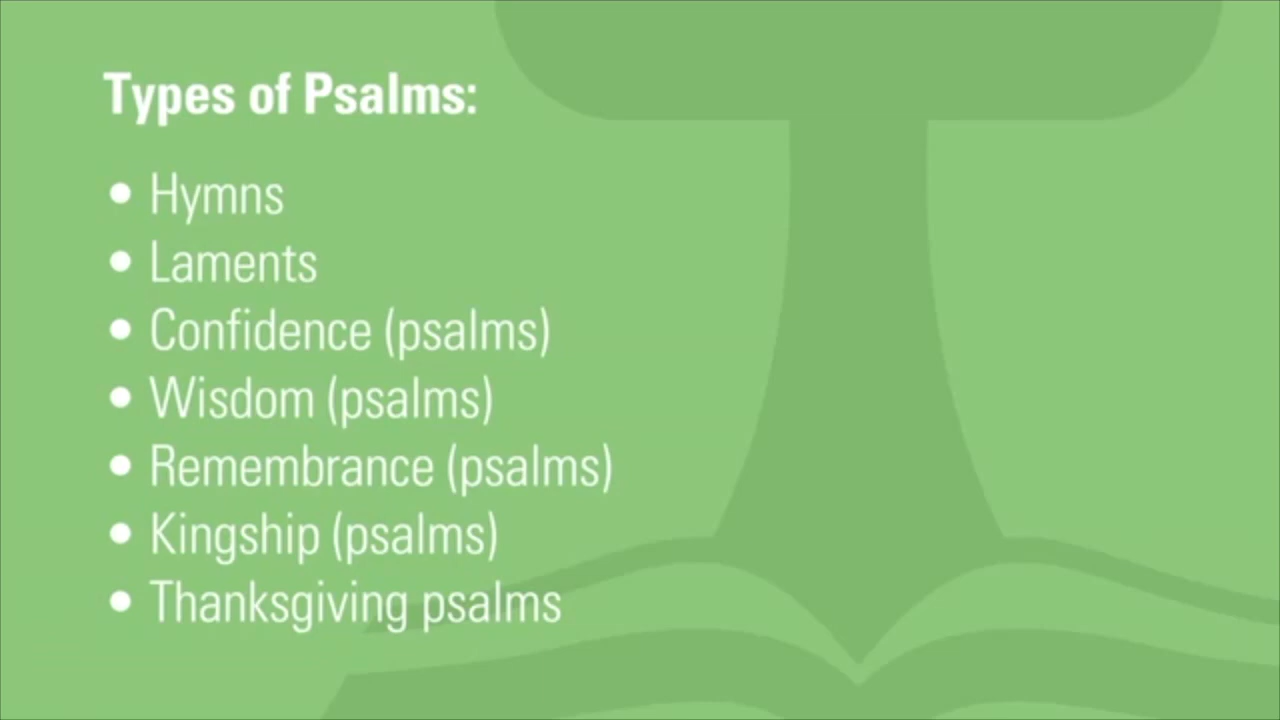 Types of Psalms:
• Hymns
• Laments
• Confidence (psalms)
• Wisdom (psalms)
• Remembrance (psalms)
• Kingship (psalms)
• Thanksgiving psalms